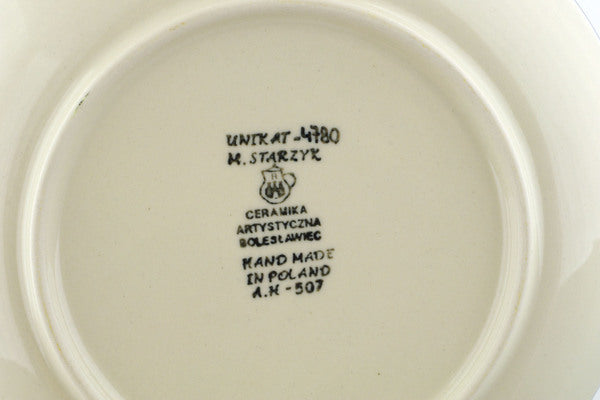 UNIKAT-4780
M. STARZYK
CERAMIKA
ARTYSTYCZNA
BOLESŁAWIEC
HAND MADE
IN POLAND
A.H - 507